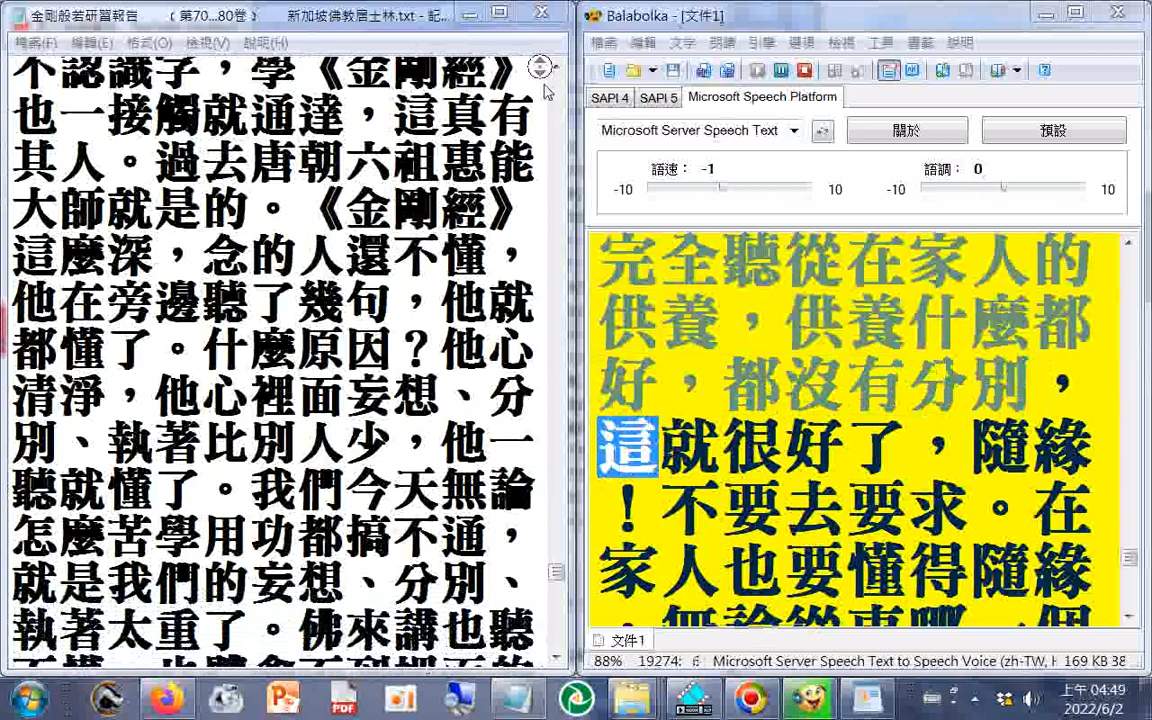 金剛般若研習報告 （第70...80卷） 新加坡佛教居士林.txt - 記...
檔案(F) 編輯(E) 格式(O) 檢視(V) 說明(H)
不認識字，學《金剛經》
也一接觸就通達，這真有
其人。過去唐朝六祖惠能
大師就是的。《金剛經》
這麼深，念的人還不懂，
他在旁邊聽了幾句，他就
都懂了。什麼原因？他心
清淨，他心裡面妄想、分
別、執著比別人少，他一
聽就懂了。我們今天無論
怎麼苦學用功都搞不通，
就是我們的妄想、分別、
執著太重了。佛來講也聽
Balabolka - [文件1]
檔案 編輯 文字 朗讀 引擎 選項 檢視 工具 書籤 說明
SAPI 4 SAPI 5 Microsoft Speech Platform
Microsoft Server Speech Text 關於 預設
語速： -1 語調： 0
-10 10 -10 10
完全聽從在家人的
供養，供養什麼都
好，都沒有分別，
這就很好了，隨緣
！不要去要求。在
家人也要懂得隨緣
，無論從事哪一個
文件1
88% 19274: 6 Microsoft Server Speech Text to Speech Voice (zh-TW, H 169 KB 38
PDF
上午 04:49
2022/6/2